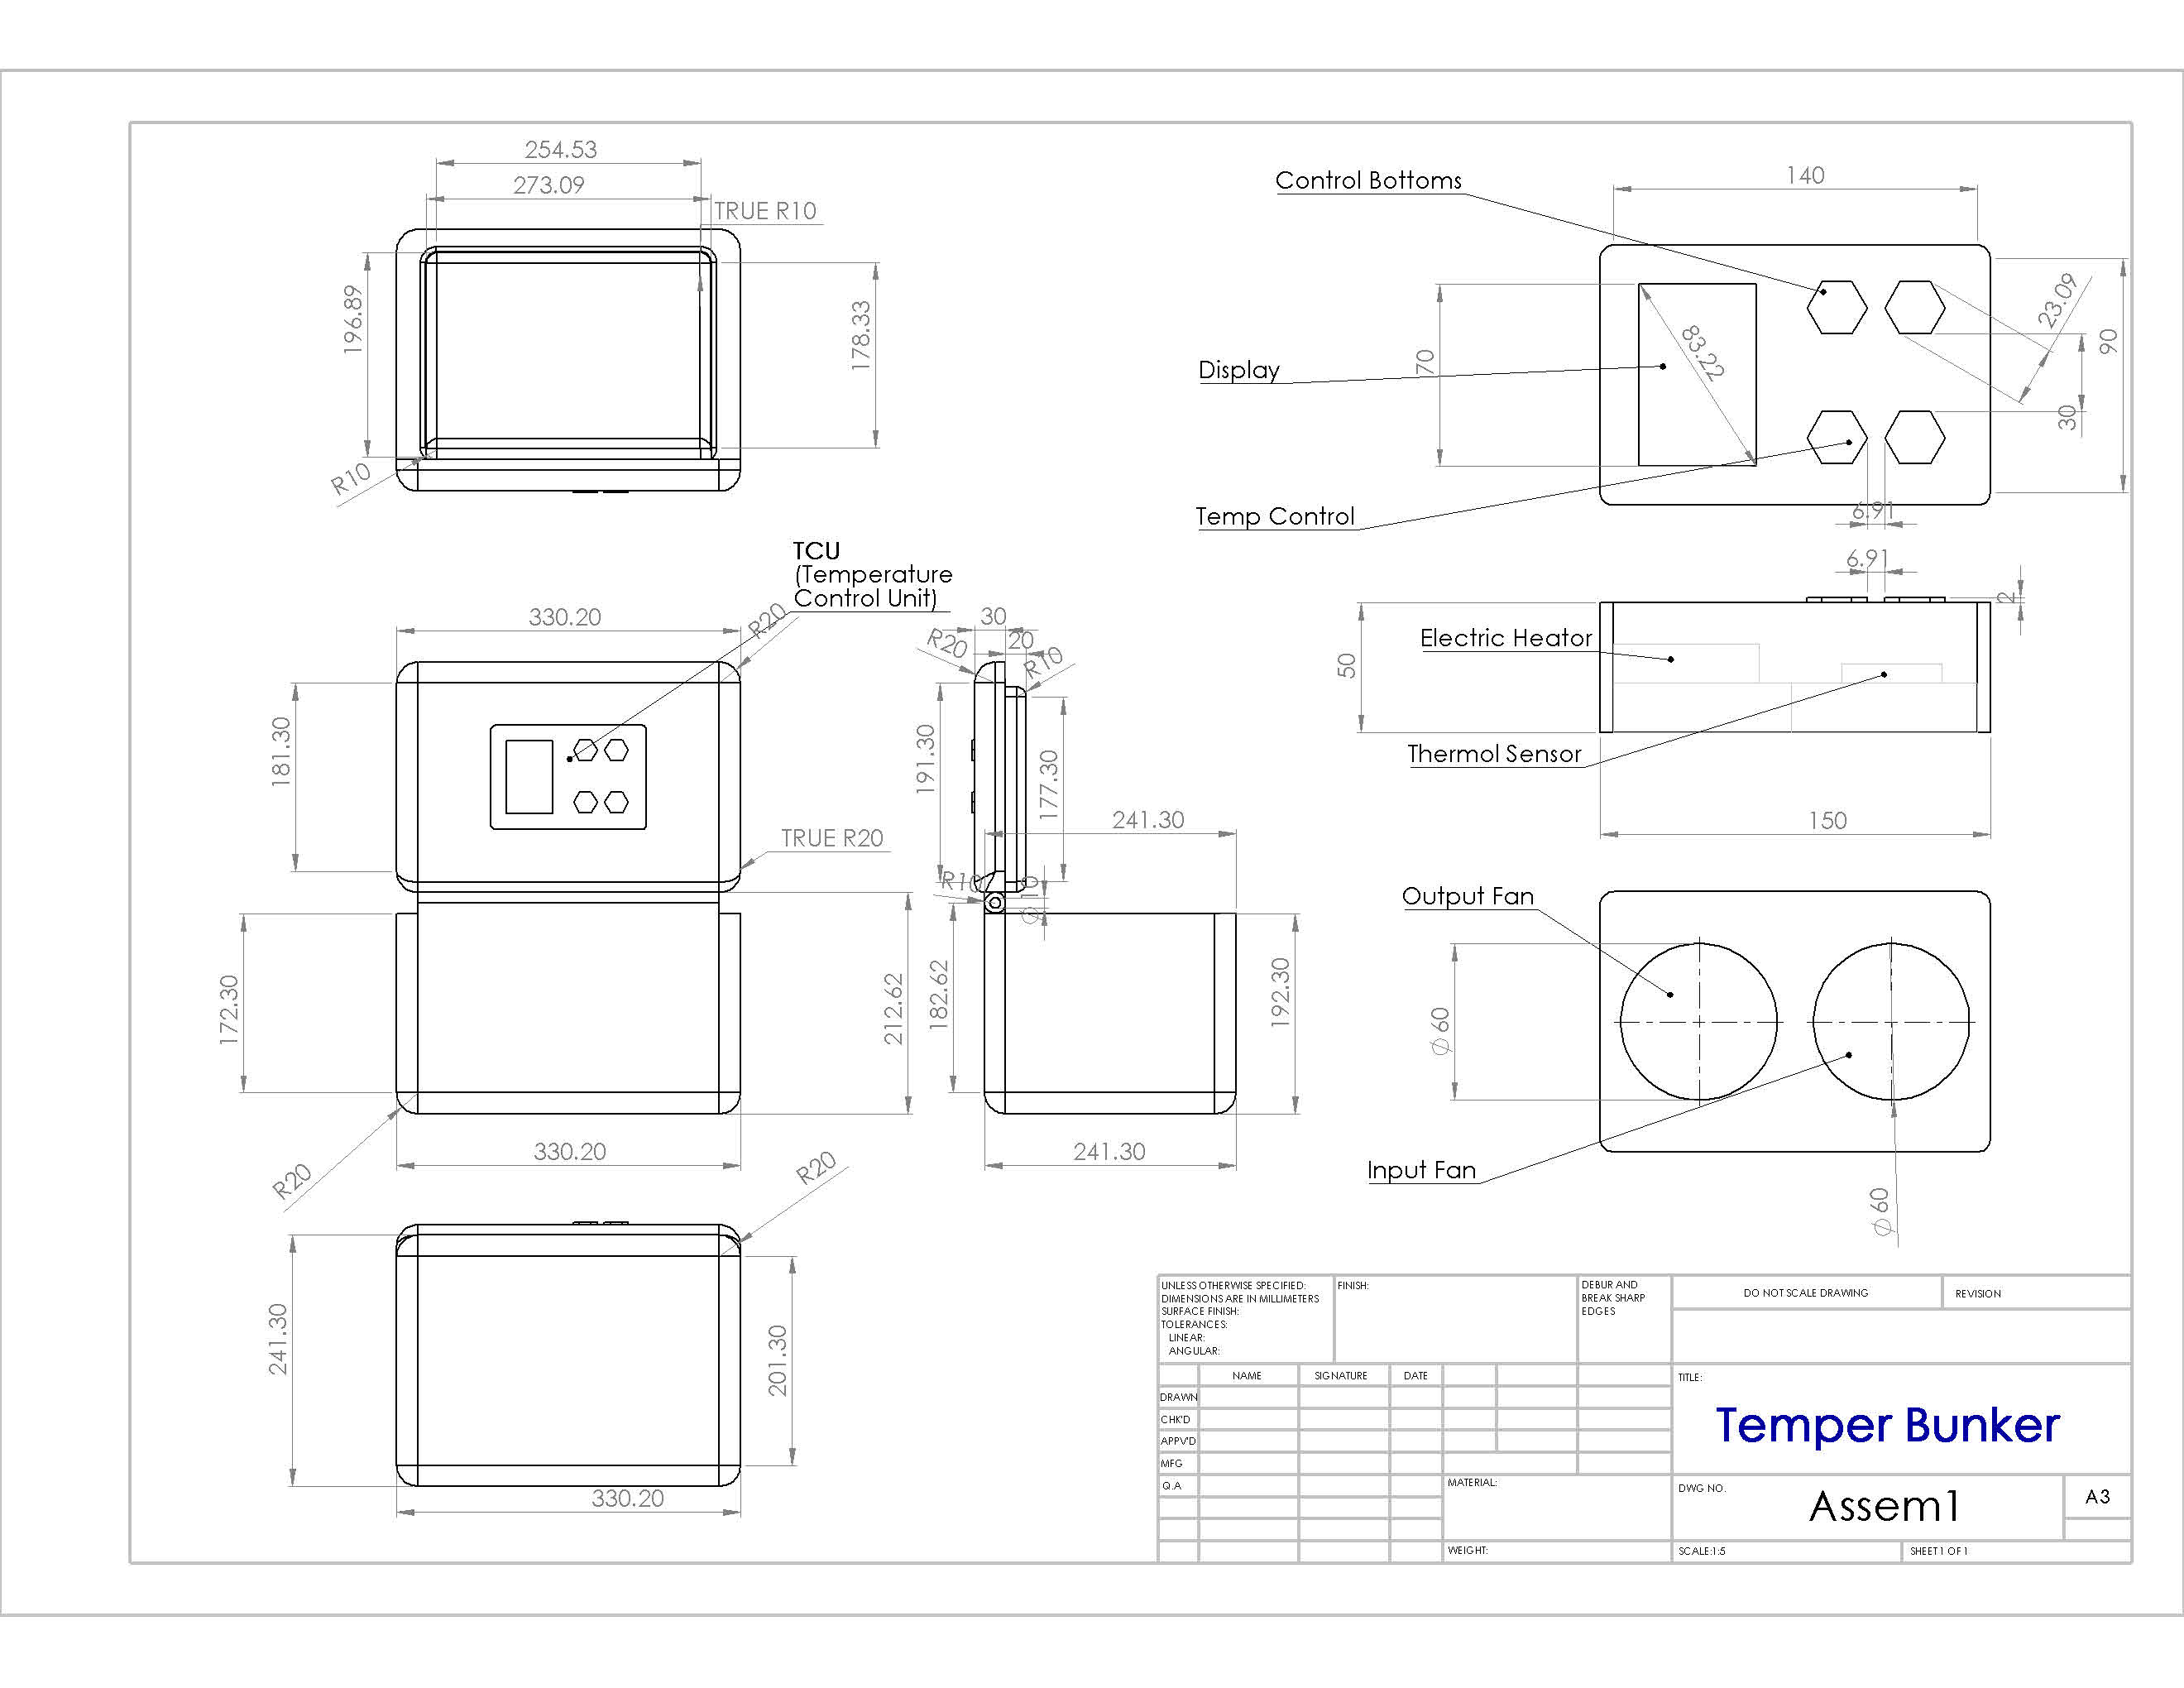 254.53
273.09
TRUE R10
196.89
178.33
R10
Control Bottoms
140
Display
70
83.22
23.09
90
30
Temp Control
6.91
TCU
(Temperature
Control Unit)
330.20
R20
181.30
TRUE R20
172.30
212.62
R20
330.20
30
R20
20
R10
191.30
177.30
241.30
R10
Ø10
182.62
192.30
241.30
6.91
2
Electric Heator
50
Thermol Sensor
150
Output Fan
Ø60
Input Fan
Ø60
R20
241.30
201.30
330.20
UNLESS OTHERWISE SPECIFIED:
DIMENSIONS ARE IN MILLIMETERS
SURFACE FINISH:
TOLERANCES:
LINEAR:
ANGULAR:
FINISH:
DEBUR AND
BREAK SHARP
EDGES
DO NOT SCALE DRAWING
REVISION
NAME
SIGNATURE
DATE
DRAWN
CHK'D
APPV'D
MFG
Q.A
TITLE:
Temper Bunker
MATERIAL:
DWG NO.
Assem1
A3
WEIGHT:
SCALE:1:5
SHEET 1 OF 1